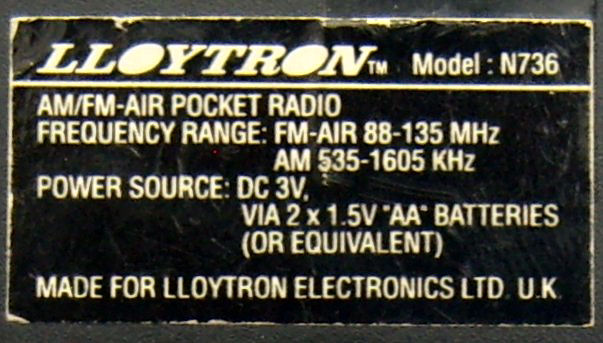 LLOYTRON™ Model : N736
AM/FM-AIR POCKET RADIO
FREQUENCY RANGE: FM-AIR 88-135 MHz
AM 535-1605 KHz
POWER SOURCE: DC 3V,
VIA 2 x 1.5V "AA" BATTERIES
(OR EQUIVALENT)
MADE FOR LLOYTRON ELECTRONICS LTD. U.K.